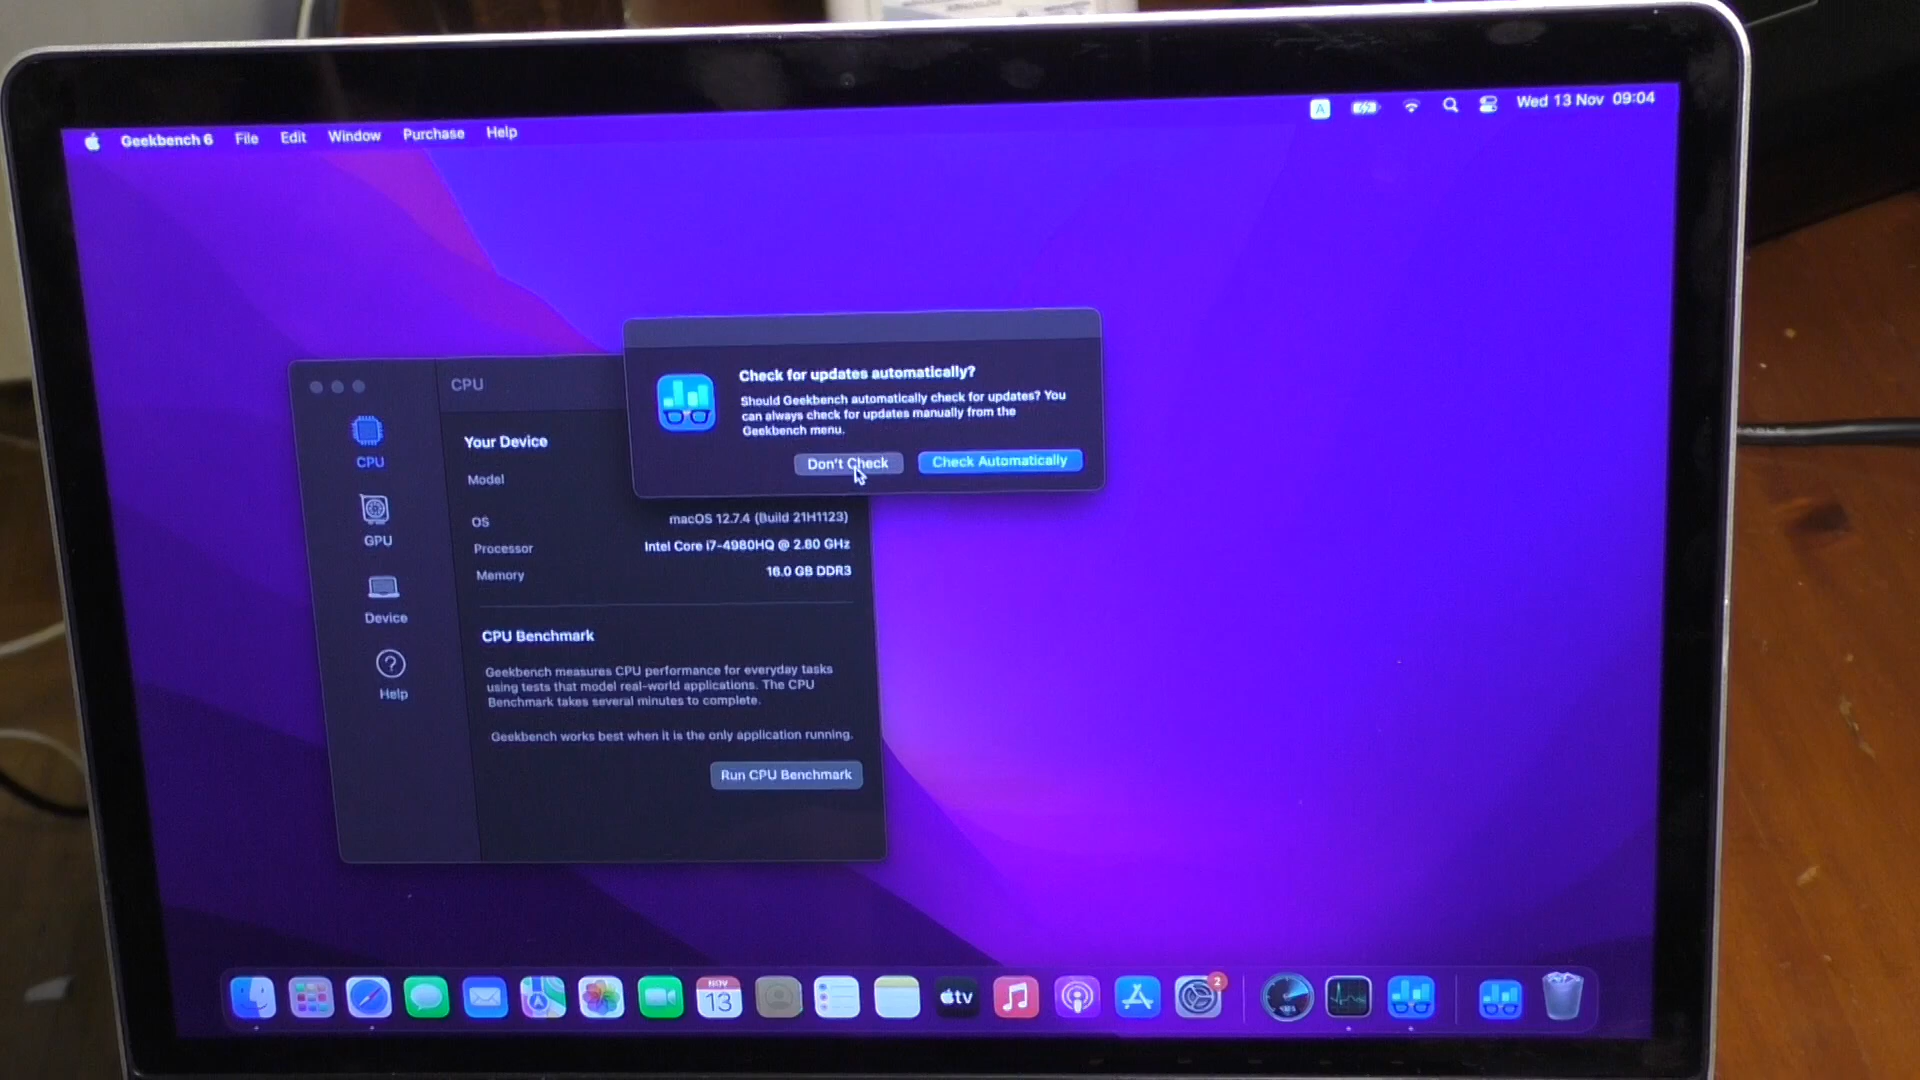 Geekbench 6 File Edit Window Purchase Help
A
Wed 13 Nov 09:04
Check for updates automatically?
Should Geekbench automatically check for updates? You
can always check for updates manually from the
Geekbench menu.
Don't Check
Check Automatically
CPU
GPU
Device
Help
CPU
Your Device
Model
OS
macOS 12.7.4 (Build 21H1123)
Processor
Intel Core i7-4980HQ @ 2.80 GHz
Memory
16.0 GB DDR3
CPU Benchmark
Geekbench measures CPU performance for everyday tasks
using tests that model real-world applications. The CPU
Benchmark takes several minutes to complete.
Geekbench works best when it is the only application running.
Run CPU Benchmark
NOV
13
tv
2